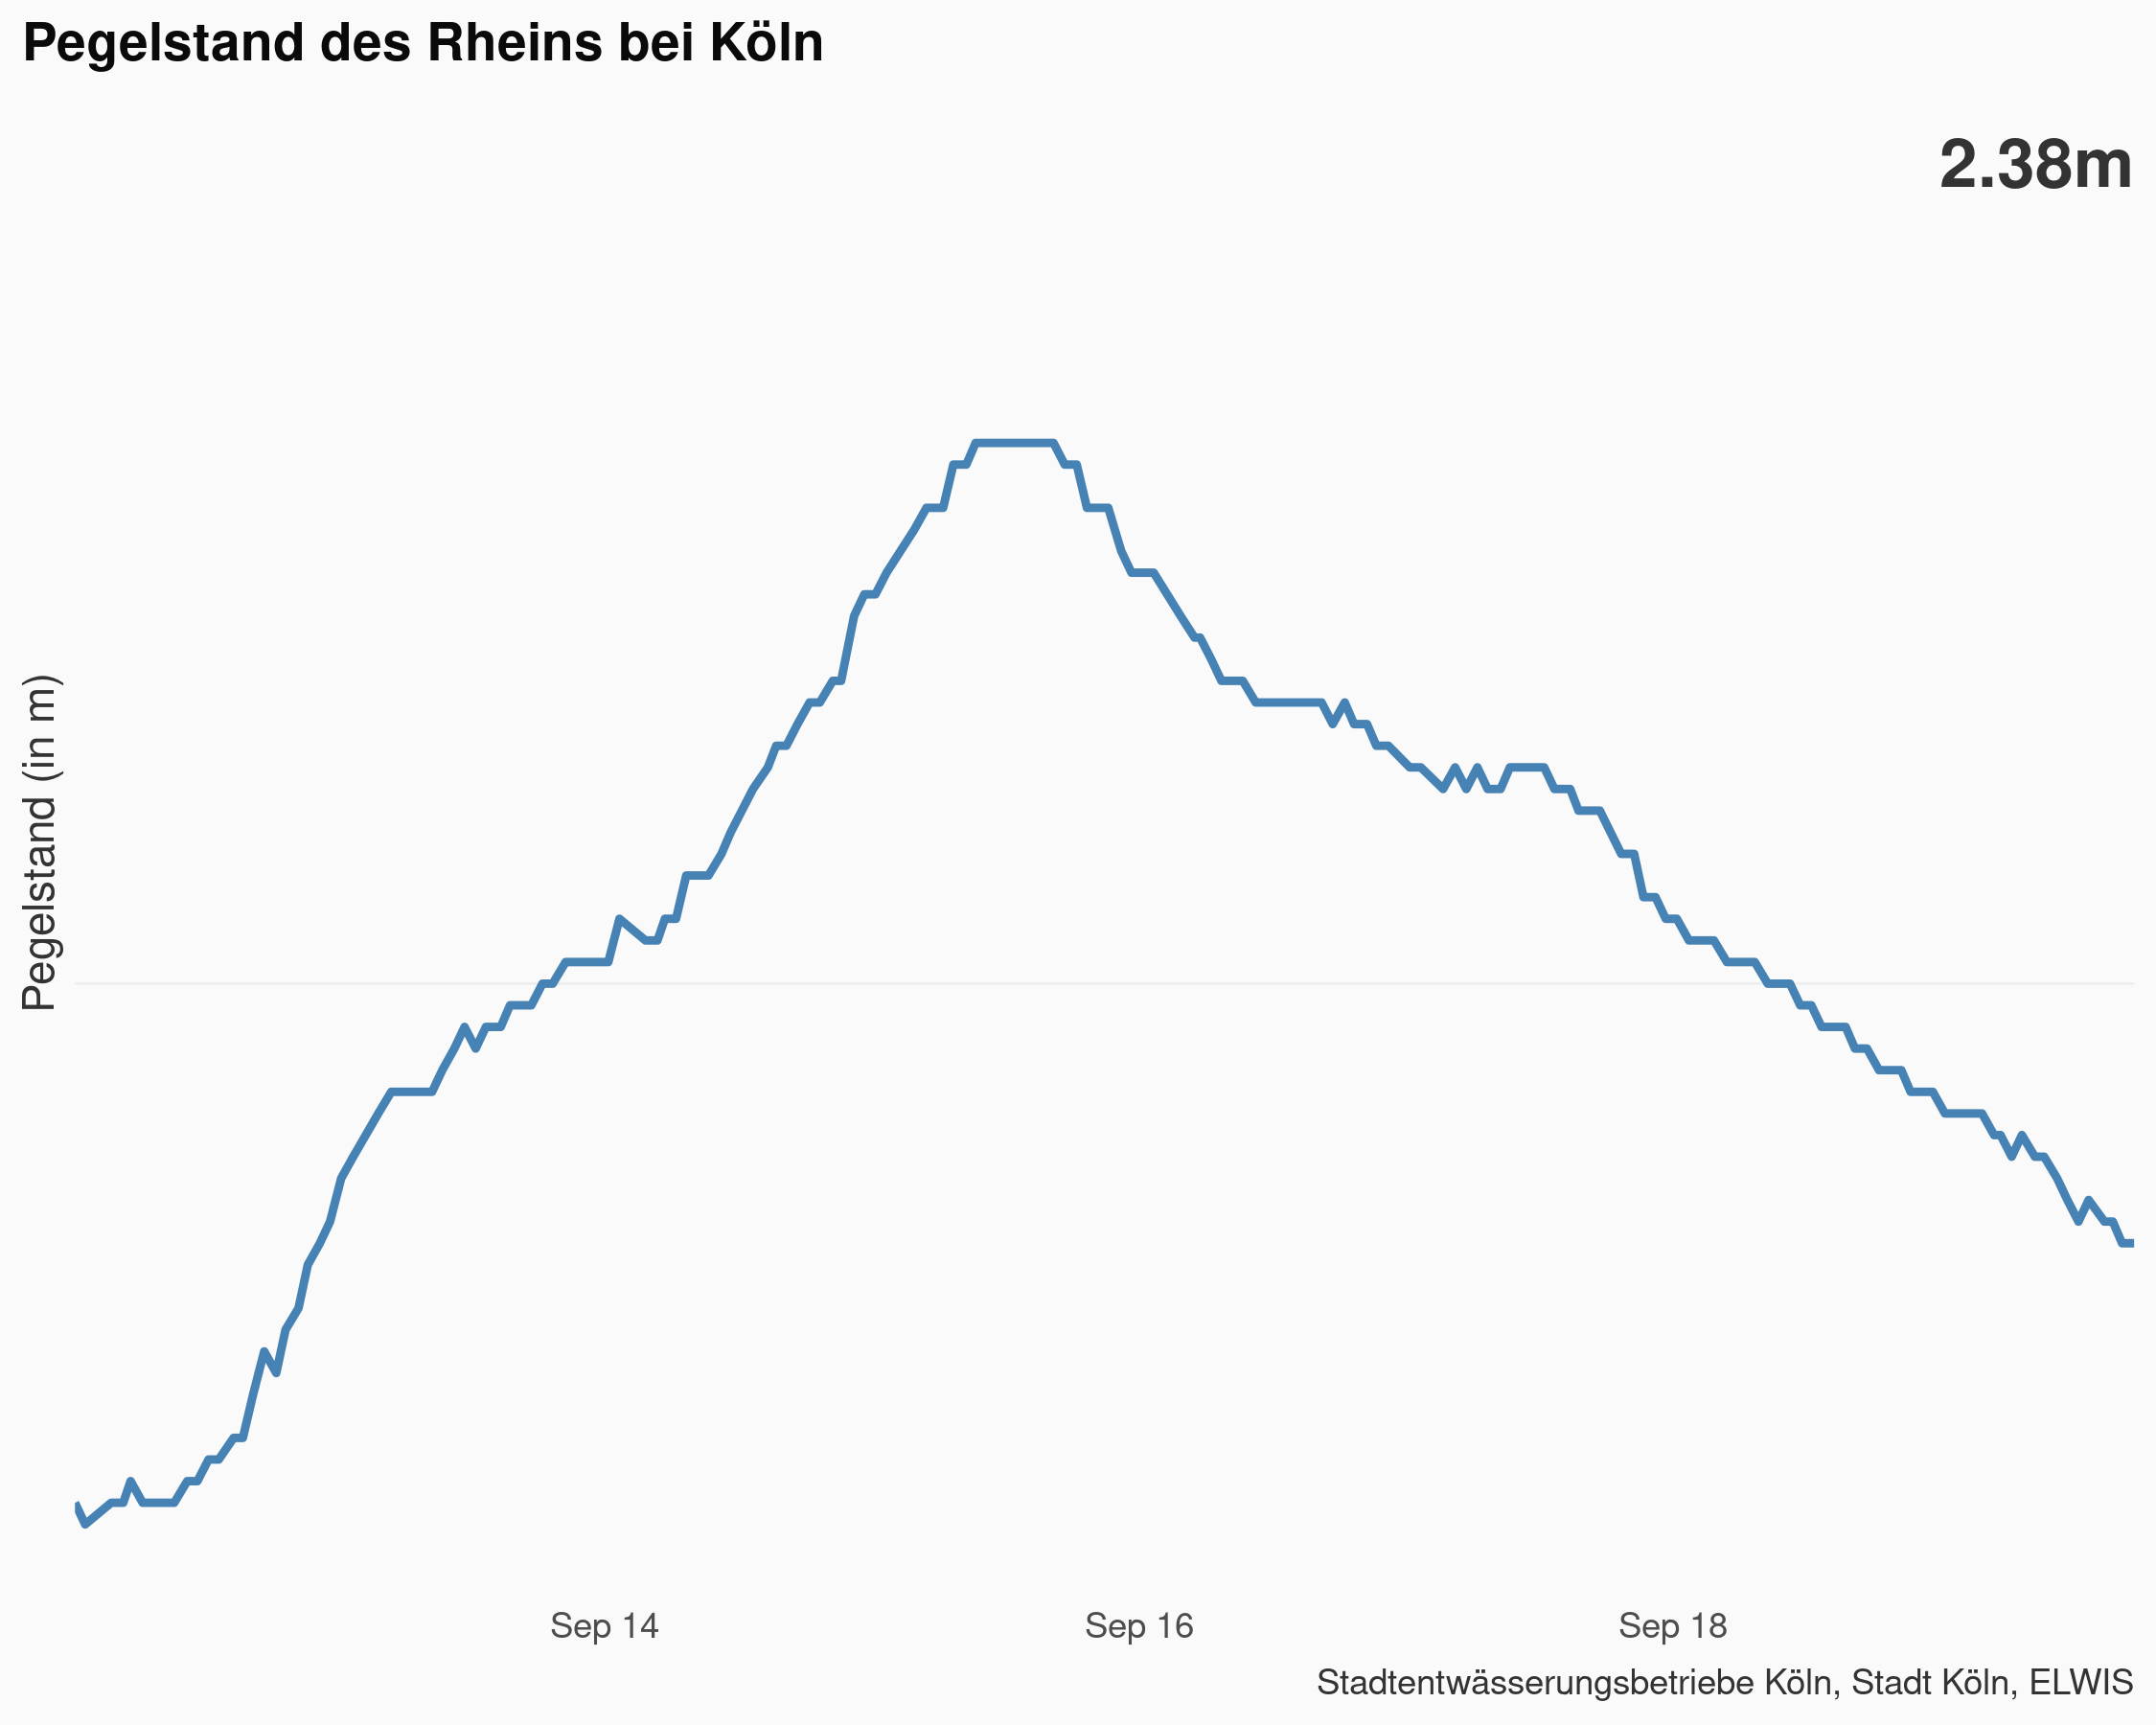 Pegelstand des Rheins bei Köln
2.38m
Pegelstand (in m)
Sep 14
Sep 16
Sep 18
Stadtentwässerungsbetriebe Köln, Stadt Köln, ELWIS